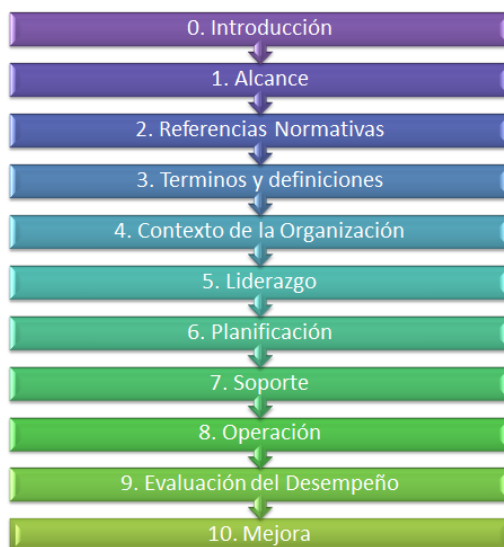 0. Introducción
1. Alcance
2. Referencias Normativas
3. Terminos y definiciones
4. Contexto de la Organización
5. Liderazgo
6. Planificación
7. Soporte
8. Operación
9. Evaluación del Desempeño
10. Mejora